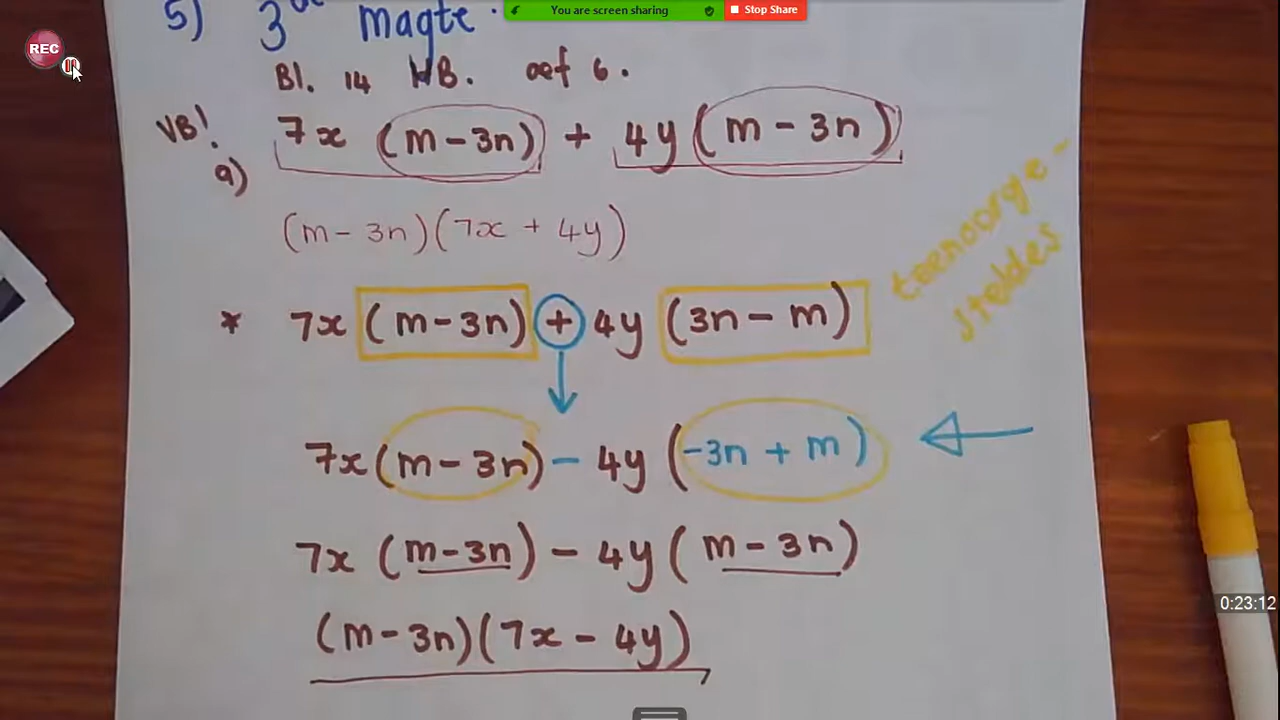 You are screen sharing Stop Share
REC
5) 3de magte.
Bl. 14 WB. oef 6.
VB!
a) 7x (m-3n) + 4y (m-3n)
(m-3n)(7x + 4y)
teenoorge-
steldes
* 7x (m-3n) + 4y (3n-m)
7x(m-3n) - 4y (-3n + m)
7x (m-3n) - 4y (m-3n)
(m-3n)(7x - 4y)
0:23:12